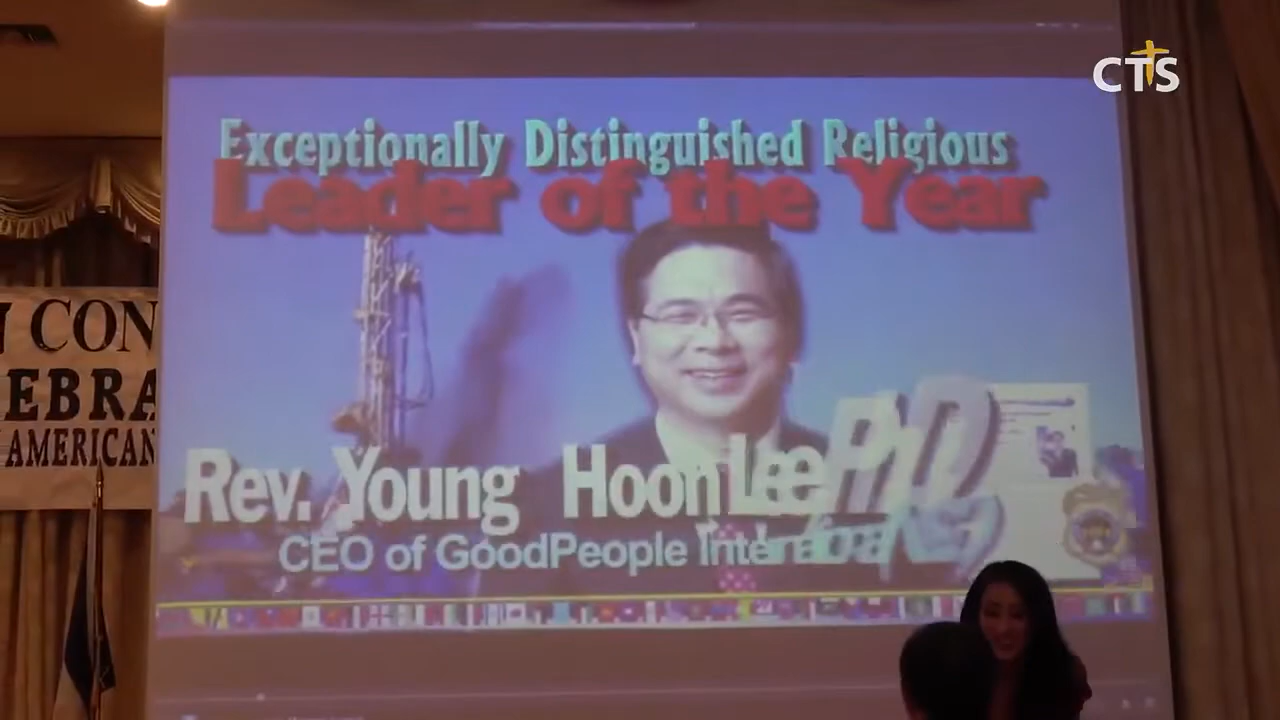 CTS
Exceptionally Distinguished Religious
Leader of the Year
CON
EBRA
AMERICAN
Rev. Young Hoon Lee PhD
CEO of GoodPeople International